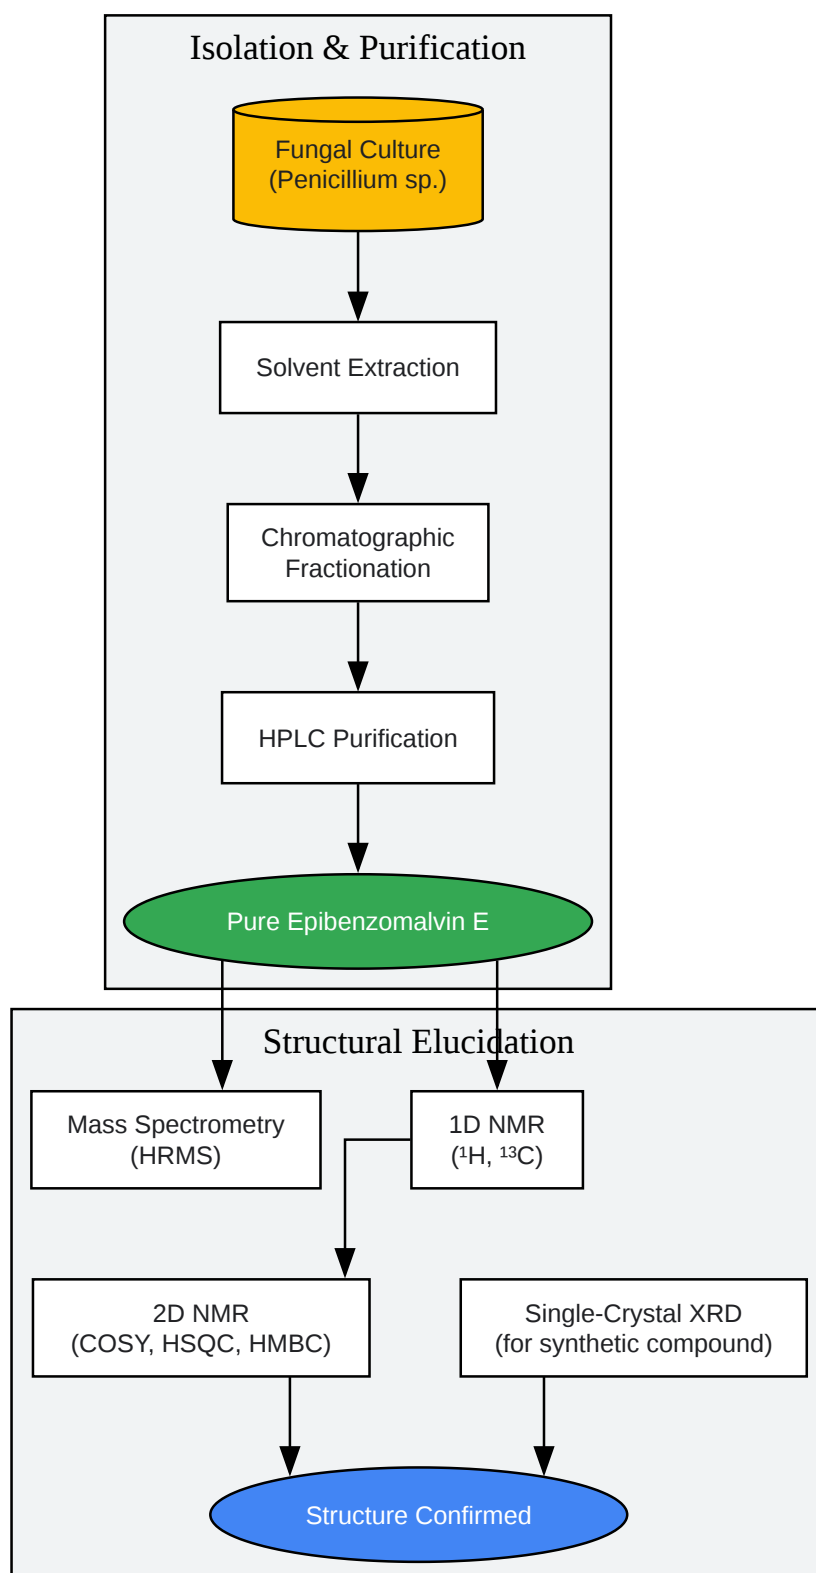 Isolation & Purification
Fungal Culture
(Penicillium sp.)
Solvent Extraction
Chromatographic
Fractionation
HPLC Purification
Pure Epibenzomalvin E
Structural Elucidation
Mass Spectrometry
(HRMS)
1D NMR
(¹H, ¹³C)
2D NMR
(COSY, HSQC, HMBC)
Single-Crystal XRD
(for synthetic compound)
Structure Confirmed